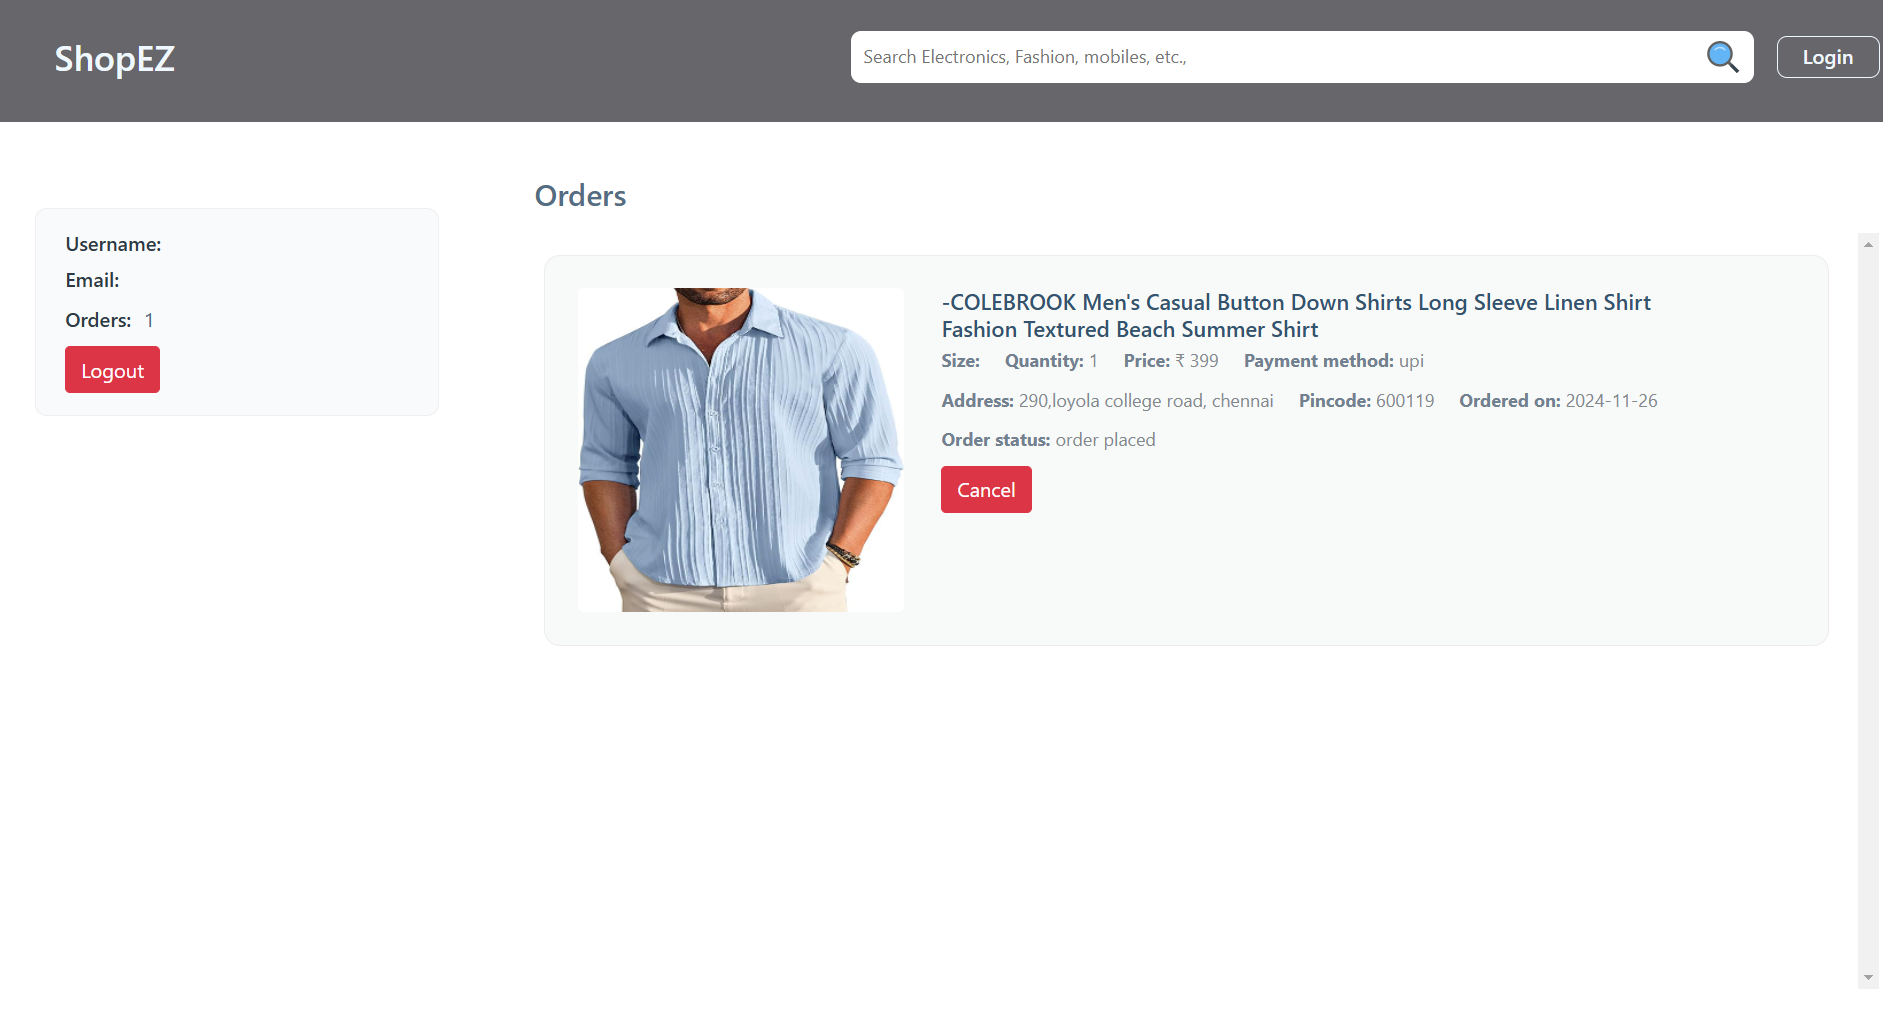 ShopEZ
Search Electronics, Fashion, mobiles, etc.,
Login
Username:
Email:
Orders: 1
Logout
Orders
-COLEBROOK Men's Casual Button Down Shirts Long Sleeve Linen Shirt
Fashion Textured Beach Summer Shirt
Size: Quantity: 1 Price: ₹ 399 Payment method: upi
Address: 290,loyola college road, chennai Pincode: 600119 Ordered on: 2024-11-26
Order status: order placed
Cancel